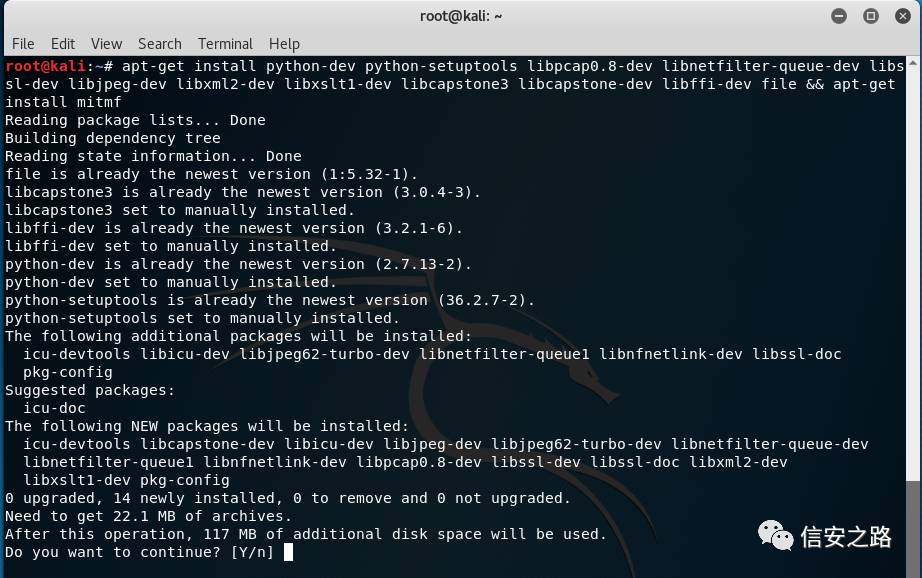 root@kali: ~
File Edit View Search Terminal Help
root@kali:~# apt-get install python-dev python-setuptools libpcap0.8-dev libnetfilter-queue-dev libs
sl-dev libjpeg-dev libxml2-dev libxslt1-dev libcapstone3 libcapstone-dev libffi-dev file && apt-get
install mitmf
Reading package lists... Done
Building dependency tree
Reading state information... Done
file is already the newest version (1:5.32-1).
libcapstone3 is already the newest version (3.0.4-3).
libcapstone3 set to manually installed.
libffi-dev is already the newest version (3.2.1-6).
libffi-dev set to manually installed.
python-dev is already the newest version (2.7.13-2).
python-dev set to manually installed.
python-setuptools is already the newest version (36.2.7-2).
python-setuptools set to manually installed.
The following additional packages will be installed:
  icu-devtools libicu-dev libjpeg62-turbo-dev libnetfilter-queue1 libnfnetlink-dev libssl-doc
  pkg-config
Suggested packages:
  icu-doc
The following NEW packages will be installed:
  icu-devtools libcapstone-dev libicu-dev libjpeg-dev libjpeg62-turbo-dev libnetfilter-queue-dev
  libnetfilter-queue1 libnfnetlink-dev libpcap0.8-dev libssl-dev libssl-doc libxml2-dev
  libxslt1-dev pkg-config
0 upgraded, 14 newly installed, 0 to remove and 0 not upgraded.
Need to get 22.1 MB of archives.
After this operation, 117 MB of additional disk space will be used.
Do you want to continue? [Y/n]
信安之路